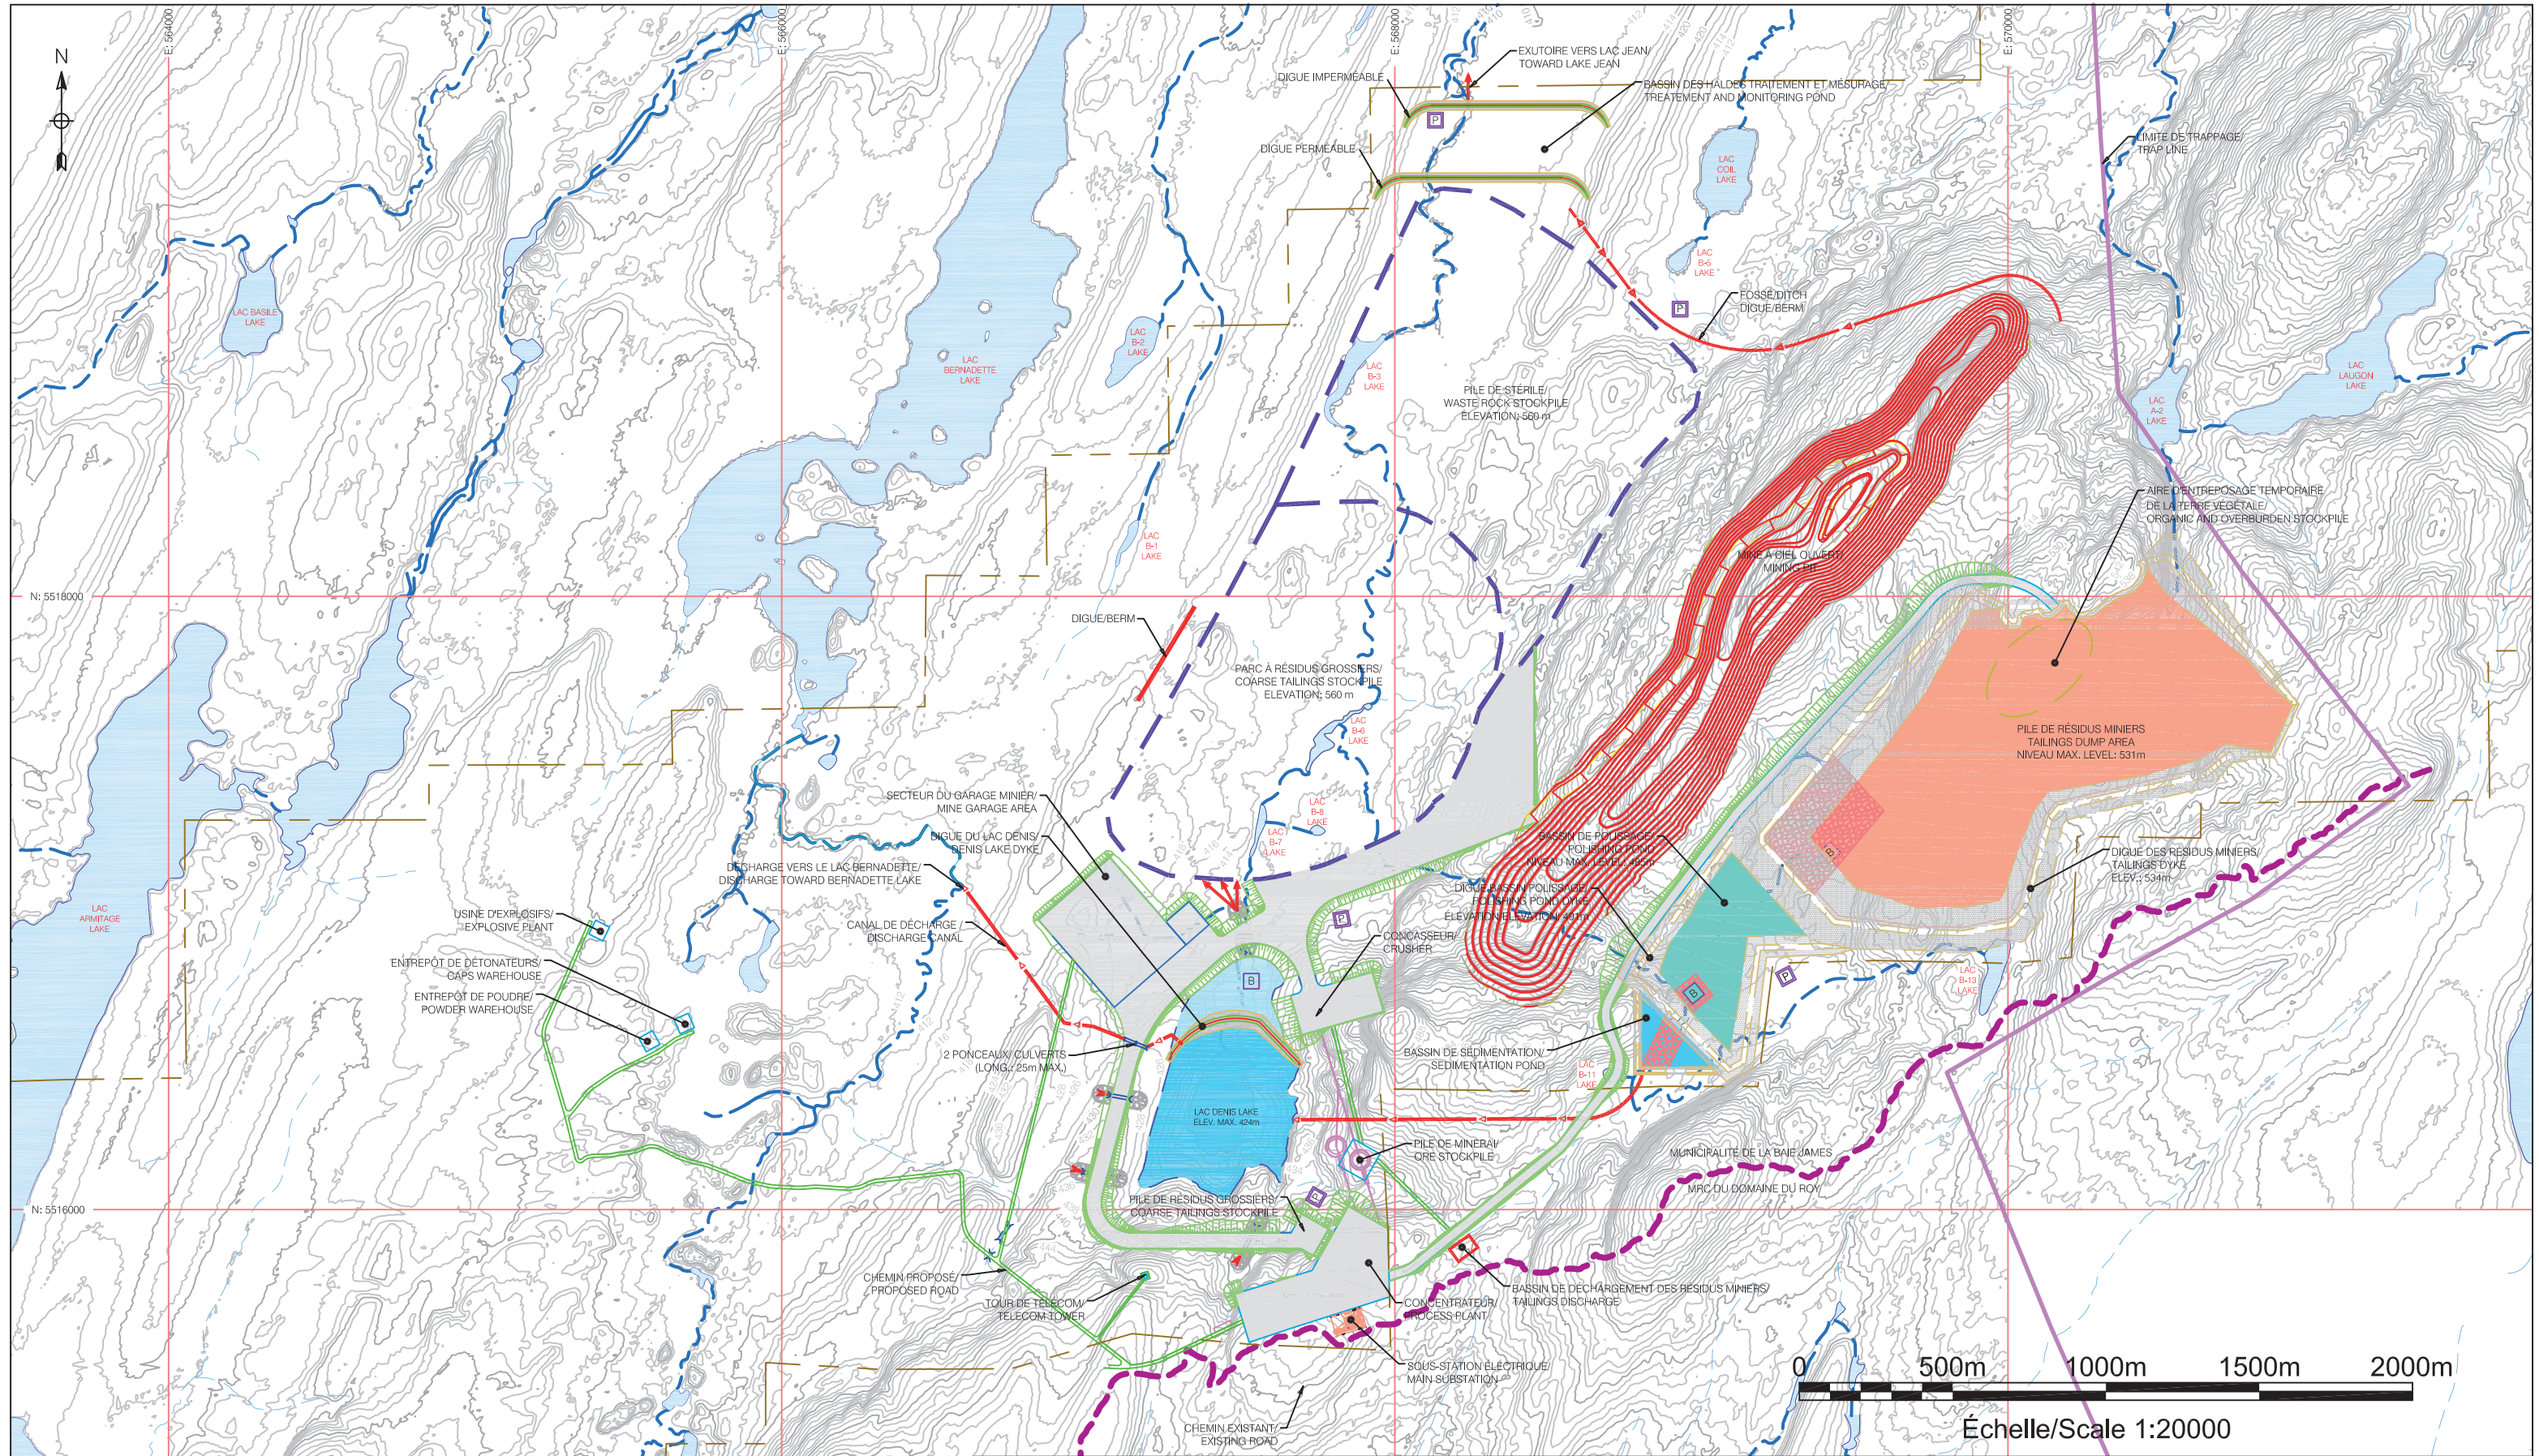 E: 564000
E: 566000
E: 568000
E: 570000
N
EXUTOIRE VERS LAC JEAN/
TOWARD LAKE JEAN
DIGUE IMPERMÉABLE
BASSIN DES HALDES TRAITEMENT ET MESURAGE/
TREATEMENT AND MONITORING POND
P
DIGUE PERMÉABLE
LIMITE DE TRAPPAGE/
TRAP LINE
LAC
COIL
LAKE
LAC
B-5
LAKE
FOSSÉ/DITCH
DIGUE/BERM
P
LAC BASILE
LAKE
LAC
B-2
LAKE
LAC
BERNADETTE
LAKE
LAC
B-3
LAKE
PILE DE STÉRILE/
WASTE ROCK STOCKPILE
ELEVATION: 560 m
LAC
LAUGON
LAKE
LAC
A-2
LAKE
AIRE D'ENTREPOSAGE TEMPORAIRE
DE LA TERRE VÉGÉTALE/
ORGANIC AND OVERBURDEN STOCKPILE
LAC
B-1
LAKE
MINE A CIEL OUVERT/
MINING PIT
N: 5518000
DIGUE/BERM
PARC À RÉSIDUS GROSSIERS/
COARSE TAILINGS STOCKPILE
ELEVATION: 560 m
LAC
B-6
LAKE
PILE DE RÉSIDUS MINIERS
TAILINGS DUMP AREA
NIVEAU MAX. LEVEL: 531m
SECTEUR DU GARAGE MINIER/
MINE GARAGE AREA
LAC
B-8
LAKE
LAC
B-7
LAKE
DIGUE DU LAC DENIS/
DENIS LAKE DYKE
BASSIN DE POLISSAGE/
POLISHING POND
NIVEAU MAX. LEVEL: 495m
B
DIGUE DES RÉSIDUS MINIERS/
TAILINGS DYKE
ELEV.: 534m
DÉCHARGE VERS LE LAC BERNADETTE/
DISCHARGE TOWARD BERNADETTE LAKE
DIGUE BASSIN POLISSAGE/
POLISHING POND DYKE
ÉLÉVATION/ELEVATION: 491m
LAC
ARMITAGE
LAKE
USINE D'EXPLOSIFS/
EXPLOSIVE PLANT
CANAL DE DÉCHARGE /
DISCHARGE CANAL
P
CONCASSEUR/
CRUSHER
ENTREPÔT DE DÉTONATEURS/
CAPS WAREHOUSE
B
P
LAC
B-13
LAKE
B
ENTREPÔT DE POUDRE/
POWDER WAREHOUSE
2 PONCEAUX/ CULVERTS
(LONG.: 25m MAX.)
BASSIN DE SÉDIMENTATION/
SEDIMENTATION POND
LAC
B-11
LAKE
LAC DENIS LAKE
ELEV. MAX. 424m
PILE DE MINERAI/
ORE STOCKPILE
MUNICIPALITÉ DE LA BAIE JAMES
MRC DU DOMAINE DU ROY
P
PILE DE RÉSIDUS GROSSIERS/
COARSE TAILINGS STOCKPILE
N: 5516000
CHEMIN PROPOSÉ/
PROPOSED ROAD
TOUR DE TÉLÉCOM/
TELECOM TOWER
BASSIN DE DÉCHARGEMENT DES RÉSIDUS MINIERS/
TAILINGS DISCHARGE
CONCENTRATEUR/
PROCESS PLANT
SOUS-STATION ÉLECTRIQUE
MAIN SUBSTATION
CHEMIN EXISTANT/
EXISTING ROAD
0 500m 1000m 1500m 2000m
Échelle/Scale 1:20000